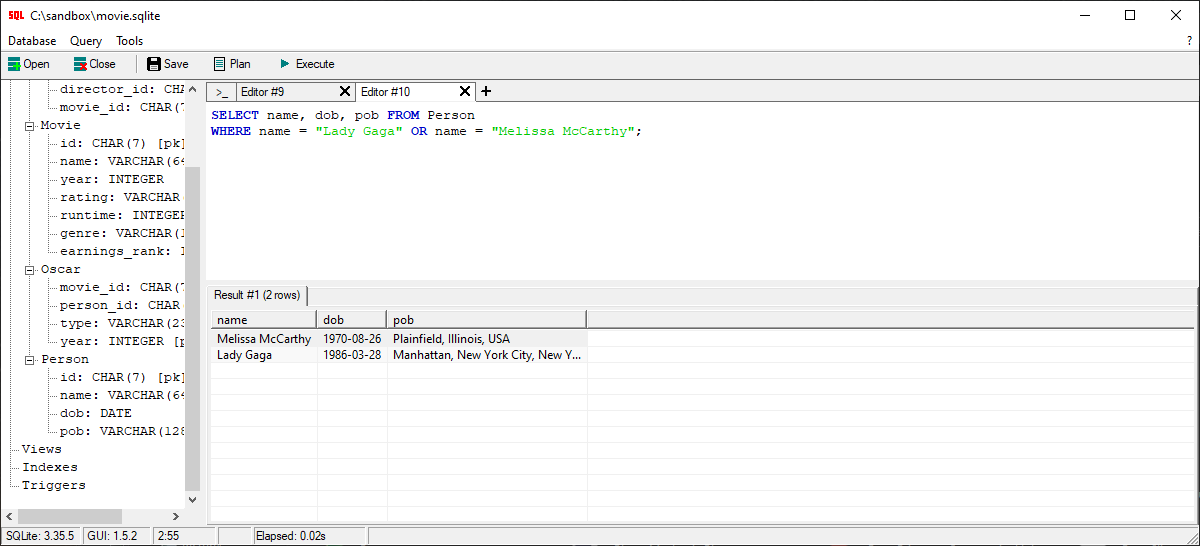 SQL C:\sandbox\movie.sqlite
Database Query Tools ?
Open Close Save Plan Execute
director_id: CHA
movie_id: CHAR(7
Movie
id: CHAR(7) [pk]
name: VARCHAR(64
year: INTEGER
rating: VARCHAR
runtime: INTEGER
genre: VARCHAR(1
earnings_rank: I
Oscar
movie_id: CHAR(7
person_id: CHAR
type: VARCHAR(23
year: INTEGER [p
Person
id: CHAR(7) [pk]
name: VARCHAR(64
dob: DATE
pob: VARCHAR(128
Views
Indexes
Triggers
>_ Editor #9 Editor #10
SELECT name, dob, pob FROM Person
WHERE name = "Lady Gaga" OR name = "Melissa McCarthy";
Result #1 (2 rows)
name dob pob
Melissa McCarthy 1970-08-26 Plainfield, Illinois, USA
Lady Gaga 1986-03-28 Manhattan, New York City, New Y...
SQLite: 3.35.5 GUI: 1.5.2 2:55 Elapsed: 0.02s